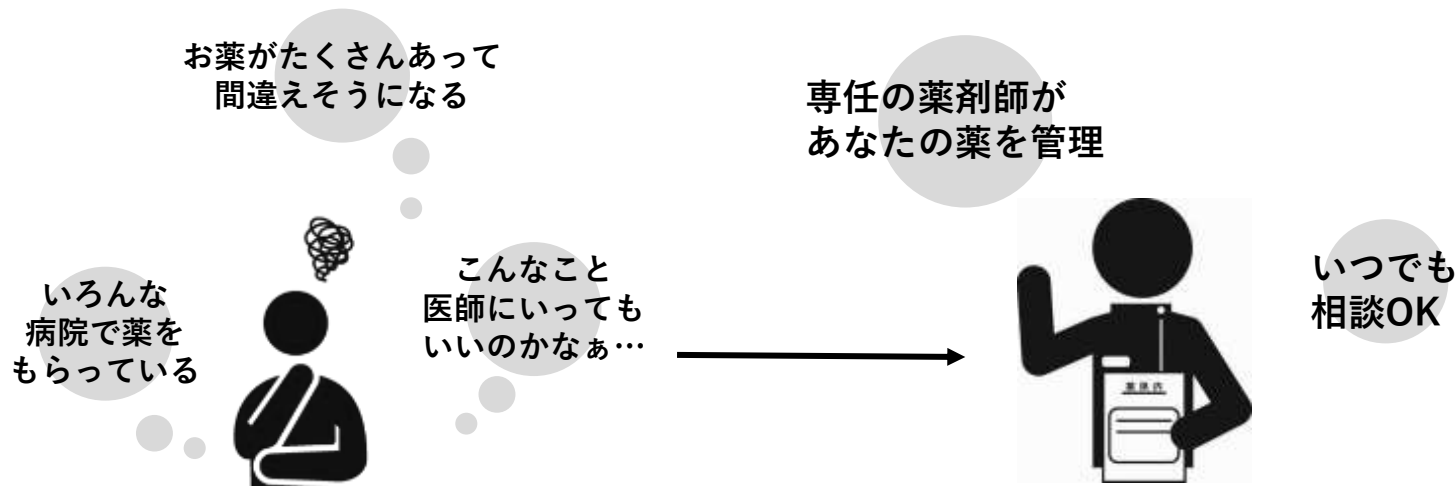 お薬がたくさんあって
間違えそうになる
専任の薬剤師が
あなたの薬を管理
いろんな
病院で薬を
もらっている
こんなこと
医師にいっても
いいのかなぁ…
いつでも
相談OK